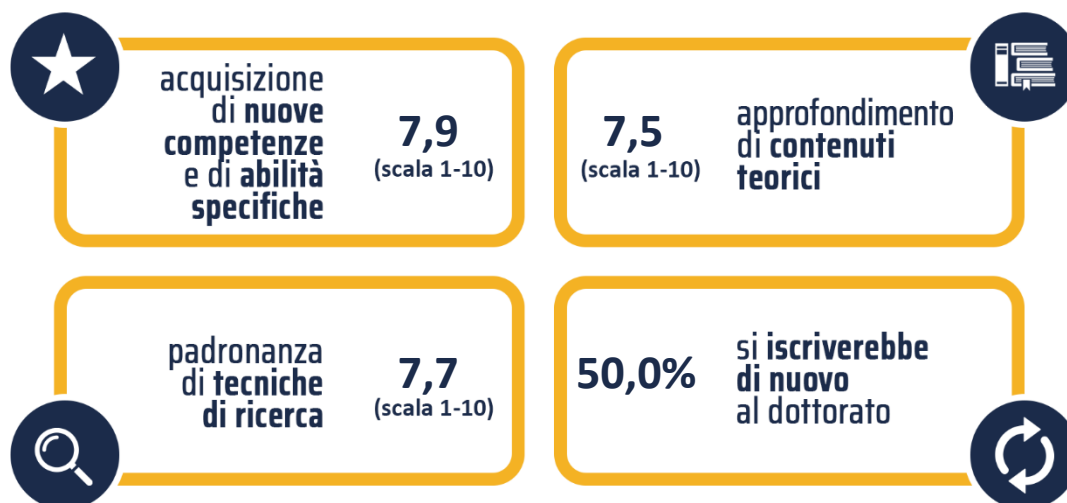 acquisizione
di nuove
competenze
e di abilità
specifiche
7,9
(scala 1-10)
7,5
(scala 1-10)
approfondimento
di contenuti
teorici
padronanza
di tecniche
di ricerca
7,7
(scala 1-10)
50,0%
si iscriverebbe
di nuovo
al dottorato